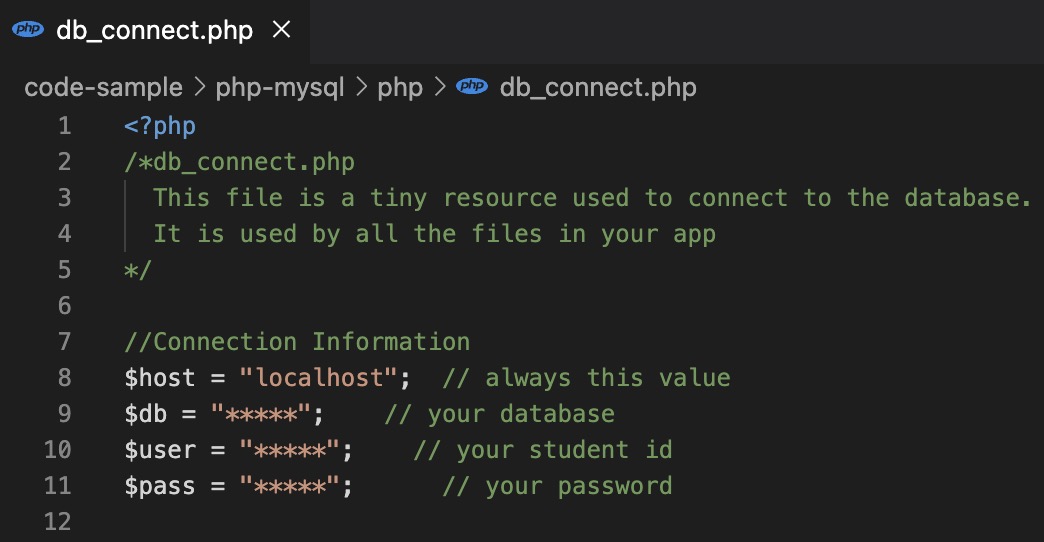 php db_connect.php ×
code-sample > php-mysql > php > php db_connect.php
1 <?php
2 /*db_connect.php
3   This file is a tiny resource used to connect to the database.
4   It is used by all the files in your app
5 */
6
7 //Connection Information
8 $host = "localhost";  // always this value
9 $db = "*****";    // your database
10 $user = "*****";    // your student id
11 $pass = "*****";      // your password
12